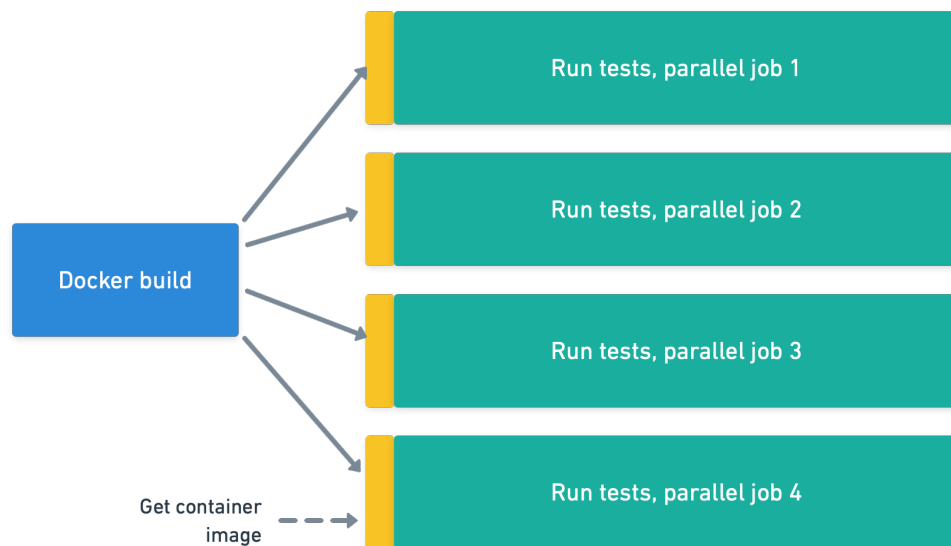 Run tests, parallel job 1
Run tests, parallel job 2
Docker build
Run tests, parallel job 3
Run tests, parallel job 4
Get container
image